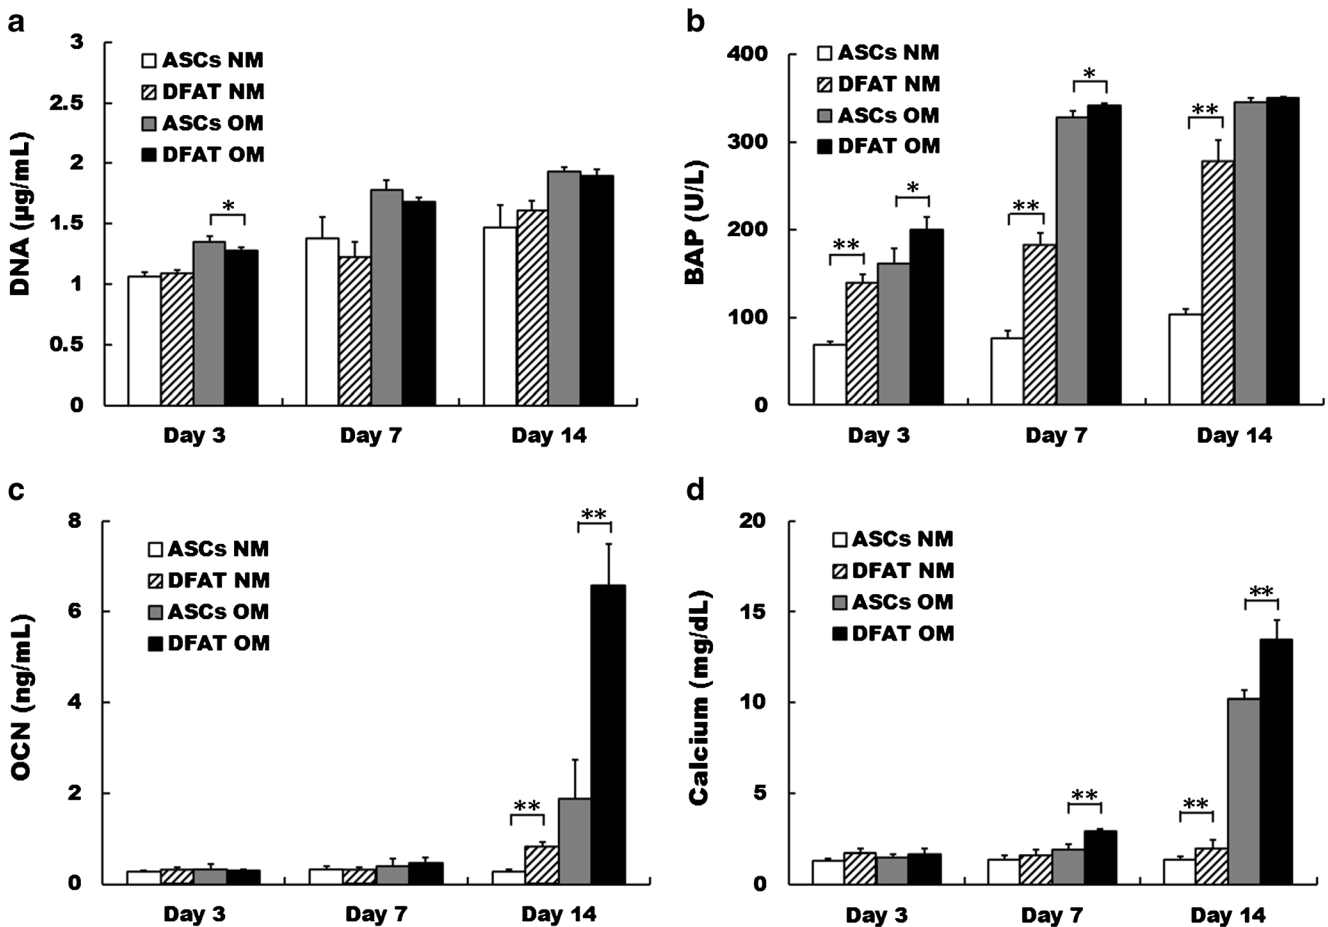 a
3
2.5
2
1.5
1
0.5
0
DNA (µg/mL)
ASCs NM
DFAT NM
ASCs OM
DFAT OM
*
Day 3
Day 7
Day 14
b
400
300
200
100
0
BAP (U/L)
ASCs NM
DFAT NM
ASCs OM
DFAT OM
**
*
**
*
**
Day 3
Day 7
Day 14
c
8
6
4
2
0
OCN (ng/mL)
ASCs NM
DFAT NM
ASCs OM
DFAT OM
**
**
Day 3
Day 7
Day 14
d
20
15
10
5
0
Calcium (mg/dL)
ASCs NM
DFAT NM
ASCs OM
DFAT OM
**
**
**
Day 3
Day 7
Day 14